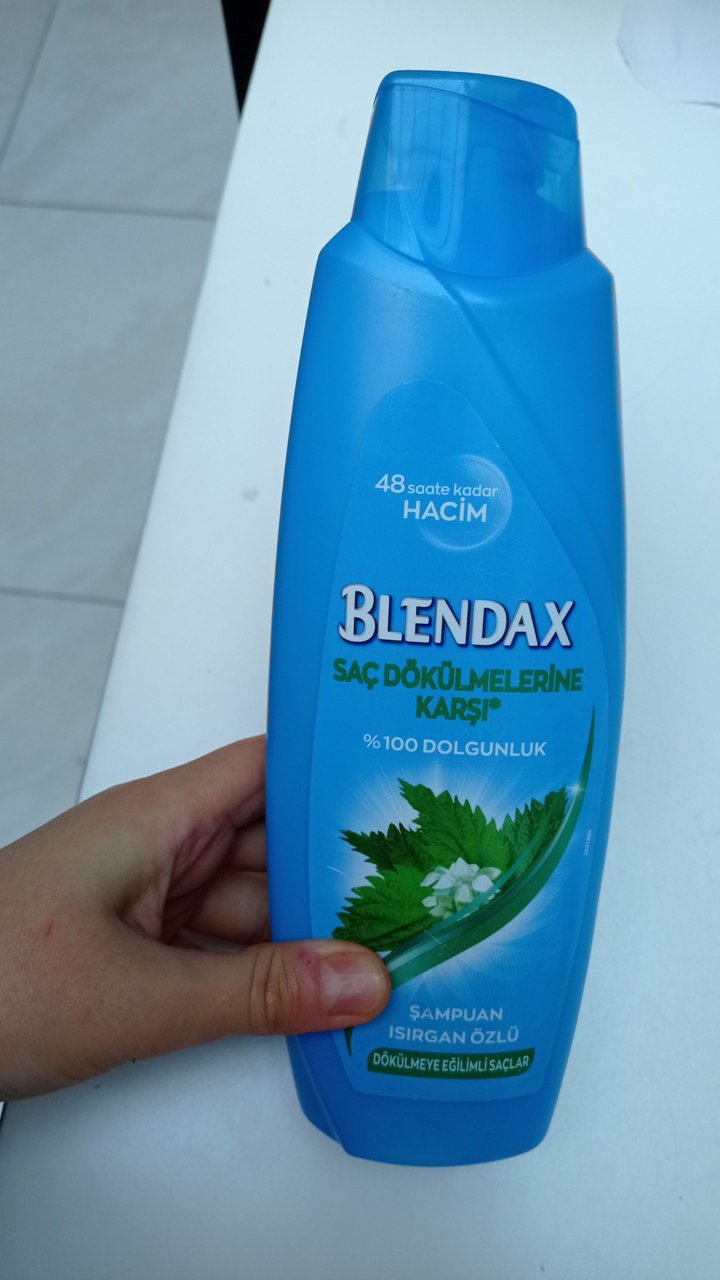 48 saate kadar
HACİM
BLENDAX
SAÇ DÖKÜLMELERİNE
KARŞI*
%100 DOLGUNLUK
ŞAMPUAN
ISIRGAN ÖZLÜ
DÖKÜLMEYE EĞİLİMLİ SAÇLAR